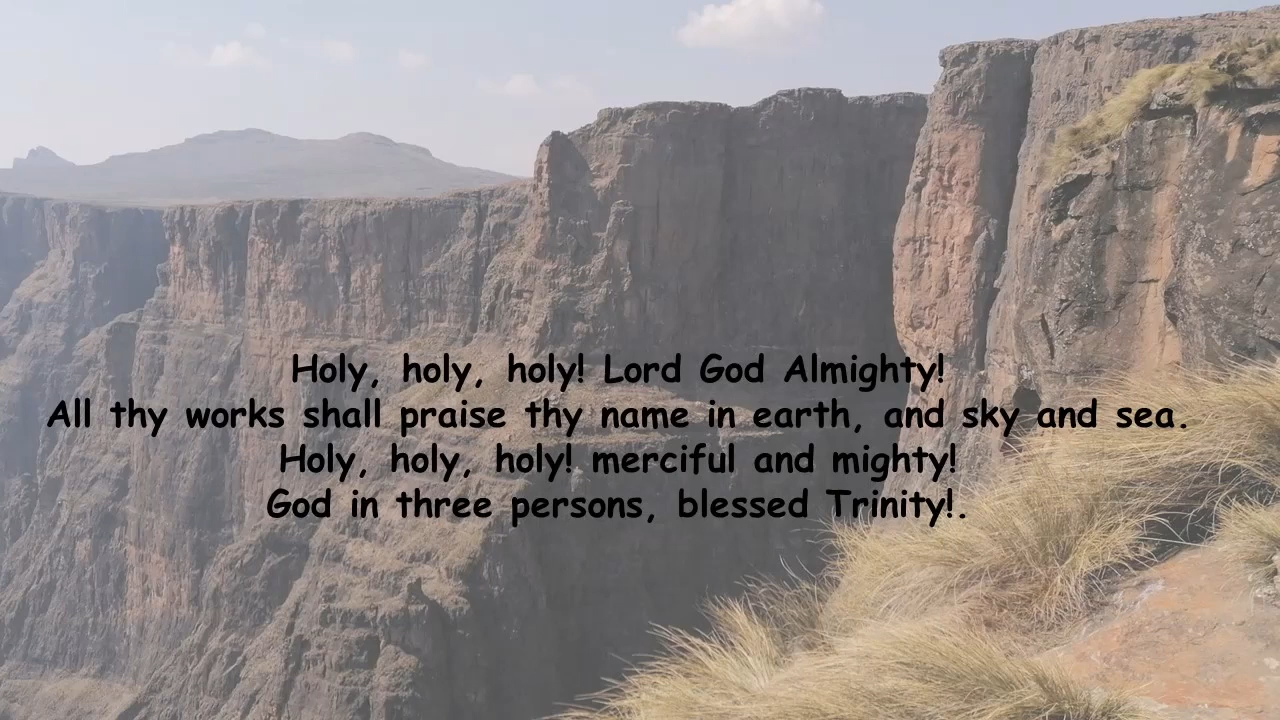 Holy, holy, holy! Lord God Almighty!
All thy works shall praise thy name in earth, and sky and sea.
Holy, holy, holy! merciful and mighty!
God in three persons, blessed Trinity!.